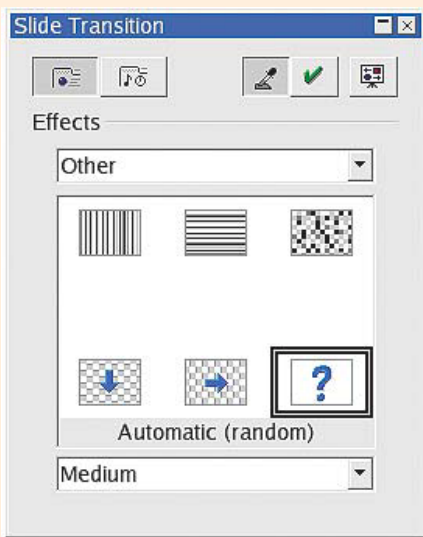 Slide Transition
Effects
Other
?
Automatic (random)
Medium